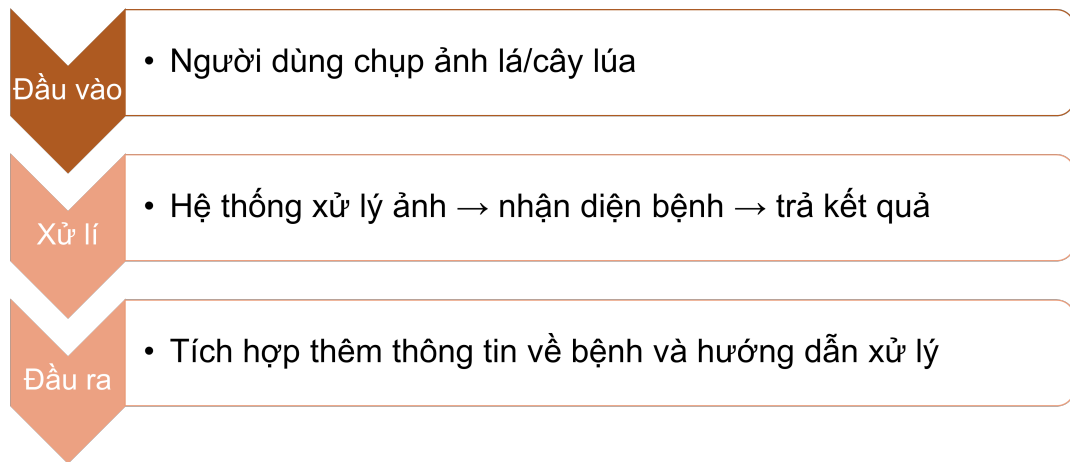 Đầu vào
• Người dùng chụp ảnh lá/cây lúa
Xử lí
• Hệ thống xử lý ảnh → nhận diện bệnh → trả kết quả
Đầu ra
• Tích hợp thêm thông tin về bệnh và hướng dẫn xử lý